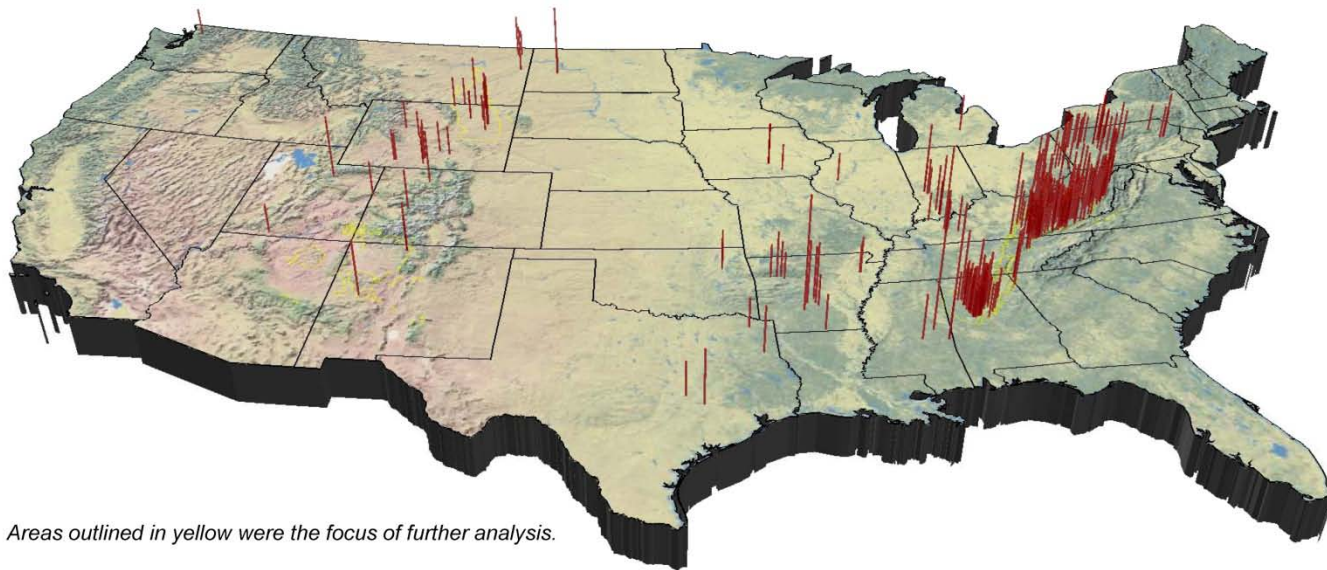 Areas outlined in yellow were the focus of further analysis.